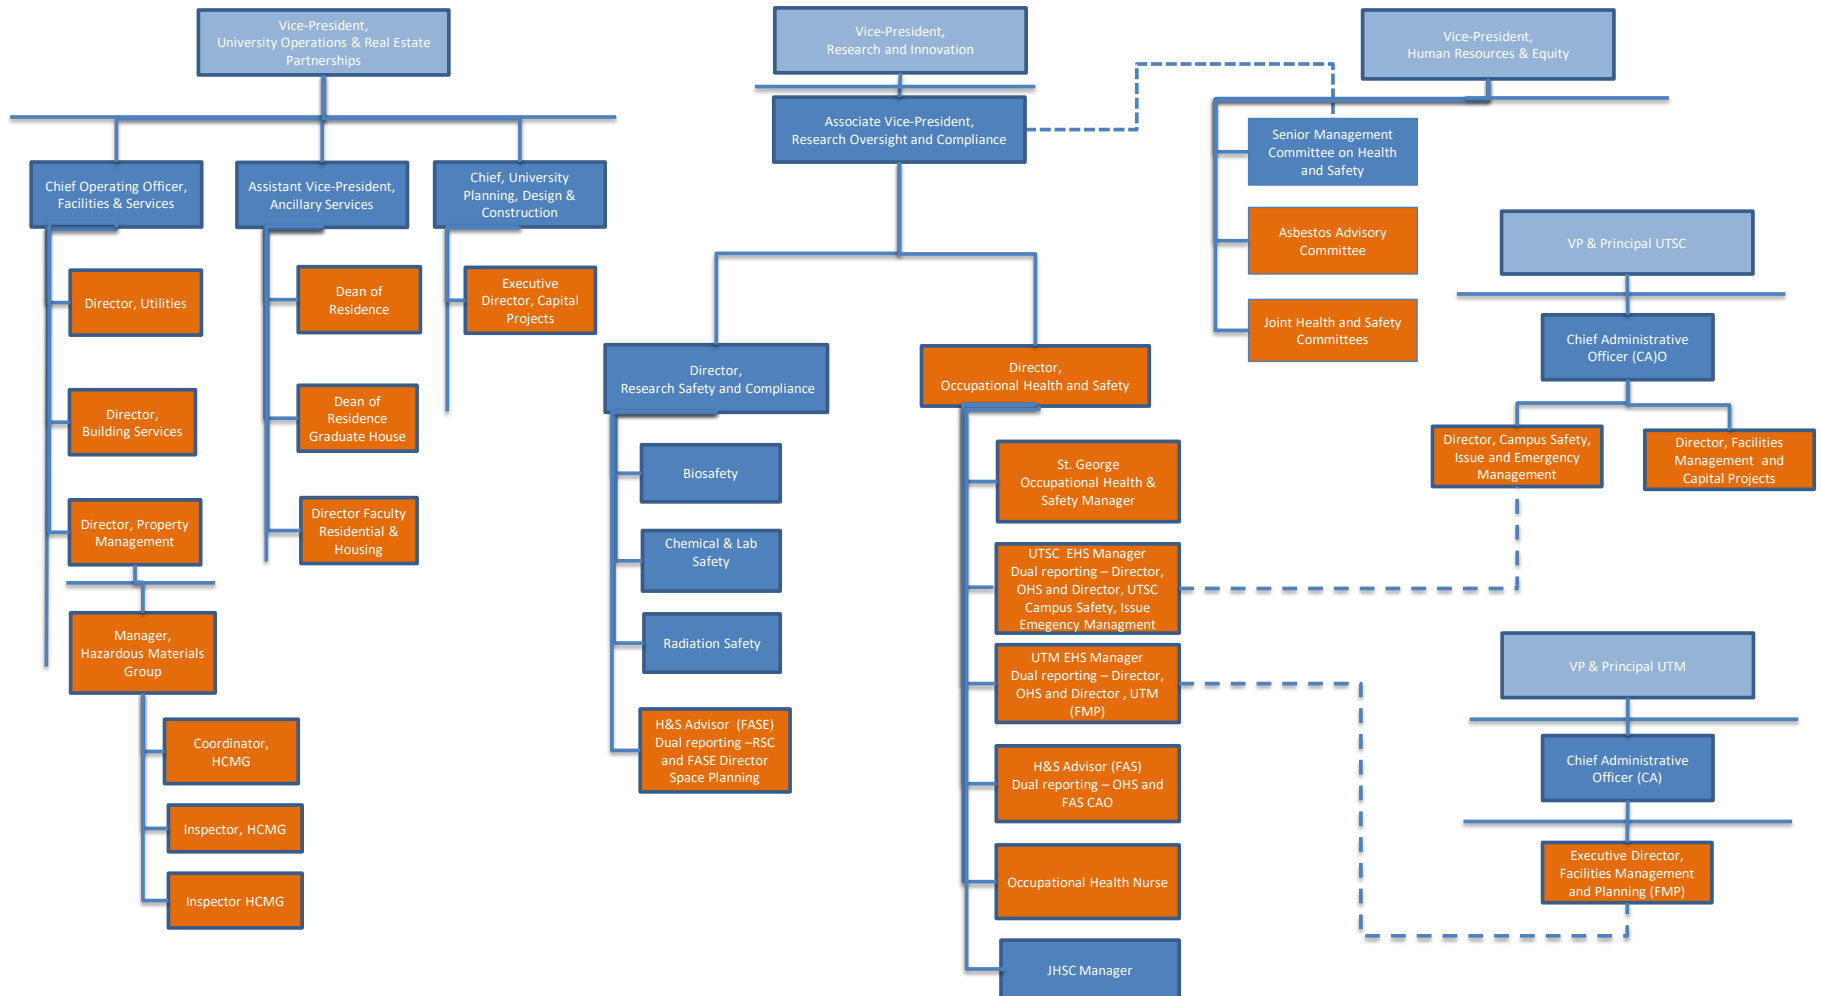 Vice-President,
University Operations & Real Estate
Partnerships
Chief Operating Officer,
Facilities & Services
Director, Utilities
Director,
Building Services
Director, Property
Management
Manager,
Hazardous Materials
Group
Coordinator,
HCMG
Inspector, HCMG
Inspector HCMG
Assistant Vice-President,
Ancillary Services
Dean of
Residence
Dean of
Residence
Graduate House
Director Faculty
Residential &
Housing
Chief, University
Planning, Design &
Construction
Executive
Director, Capital
Projects
Vice-President,
Research and Innovation
Associate Vice-President,
Research Oversight and Compliance
Director,
Research Safety and Compliance
Biosafety
Chemical & Lab
Safety
Radiation Safety
H&S Advisor (FASE)
Dual reporting –RSC
and FASE Director
Space Planning
Director,
Occupational Health and Safety
St. George
Occupational Health &
Safety Manager
UTSC EHS Manager
Dual reporting – Director,
OHS and Director, UTSC
Campus Safety, Issue
Emegency Managment
UTM EHS Manager
Dual reporting – Director,
OHS and Director , UTM
(FMP)
H&S Advisor (FAS)
Dual reporting – OHS and
FAS CAO
Occupational Health Nurse
JHSC Manager
Vice-President,
Human Resources & Equity
Senior Management
Committee on Health
and Safety
Asbestos Advisory
Committee
Joint Health and Safety
Committees
VP & Principal UTSC
Chief Administrative
Officer (CA)O
Director, Campus Safety,
Issue and Emergency
Management
Director, Facilities
Management and
Capital Projects
VP & Principal UTM
Chief Administrative
Officer (CA)
Executive Director,
Facilities Management
and Planning (FMP)